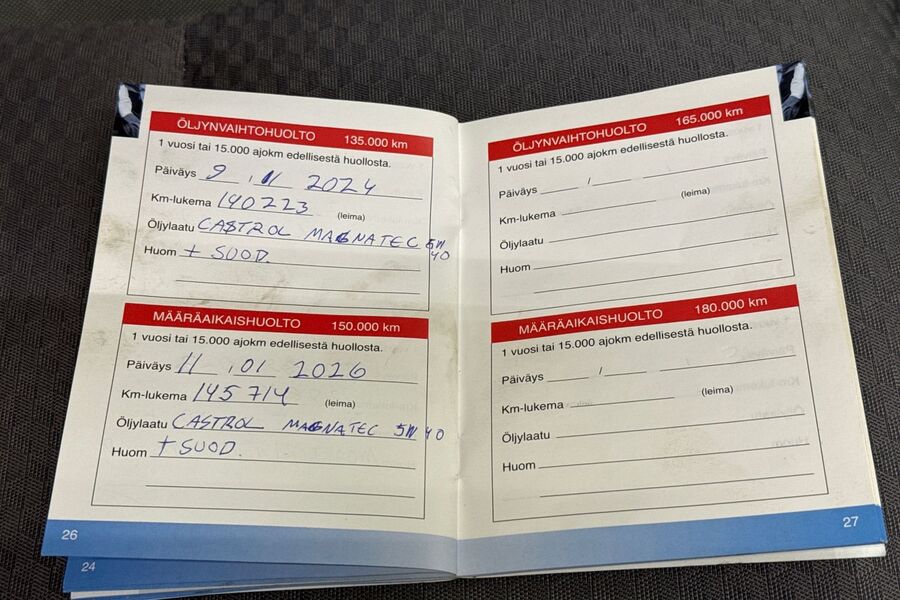 ÖLJYNVAIHTOHUOLTO 135.000 km
1 vuosi tai 15.000 ajokm edellisestä huollosta.
Päiväys 9 / 11 2024
Km-lukema 140223 (leima)
Öljylaatu CASTROL MAGNATEC 5W
40
Huom + SUOD.
MÄÄRÄAIKAISHUOLTO 150.000 km
1 vuosi tai 15.000 ajokm edellisestä huollosta.
Päiväys 11 / 01 2026
Km-lukema 145714 (leima)
Öljylaatu CASTROL MAGNATEC 5W40
Huom + SUOD.
26
24
ÖLJYNVAIHTOHUOLTO 165.000 km
1 vuosi tai 15.000 ajokm edellisestä huollosta.
Päiväys /
Km-lukema (leima)
Öljylaatu
Huom
MÄÄRÄAIKAISHUOLTO 180.000 km
1 vuosi tai 15.000 ajokm edellisestä huollosta.
Päiväys /
Km-lukema (leima)
Öljylaatu
Huom
27